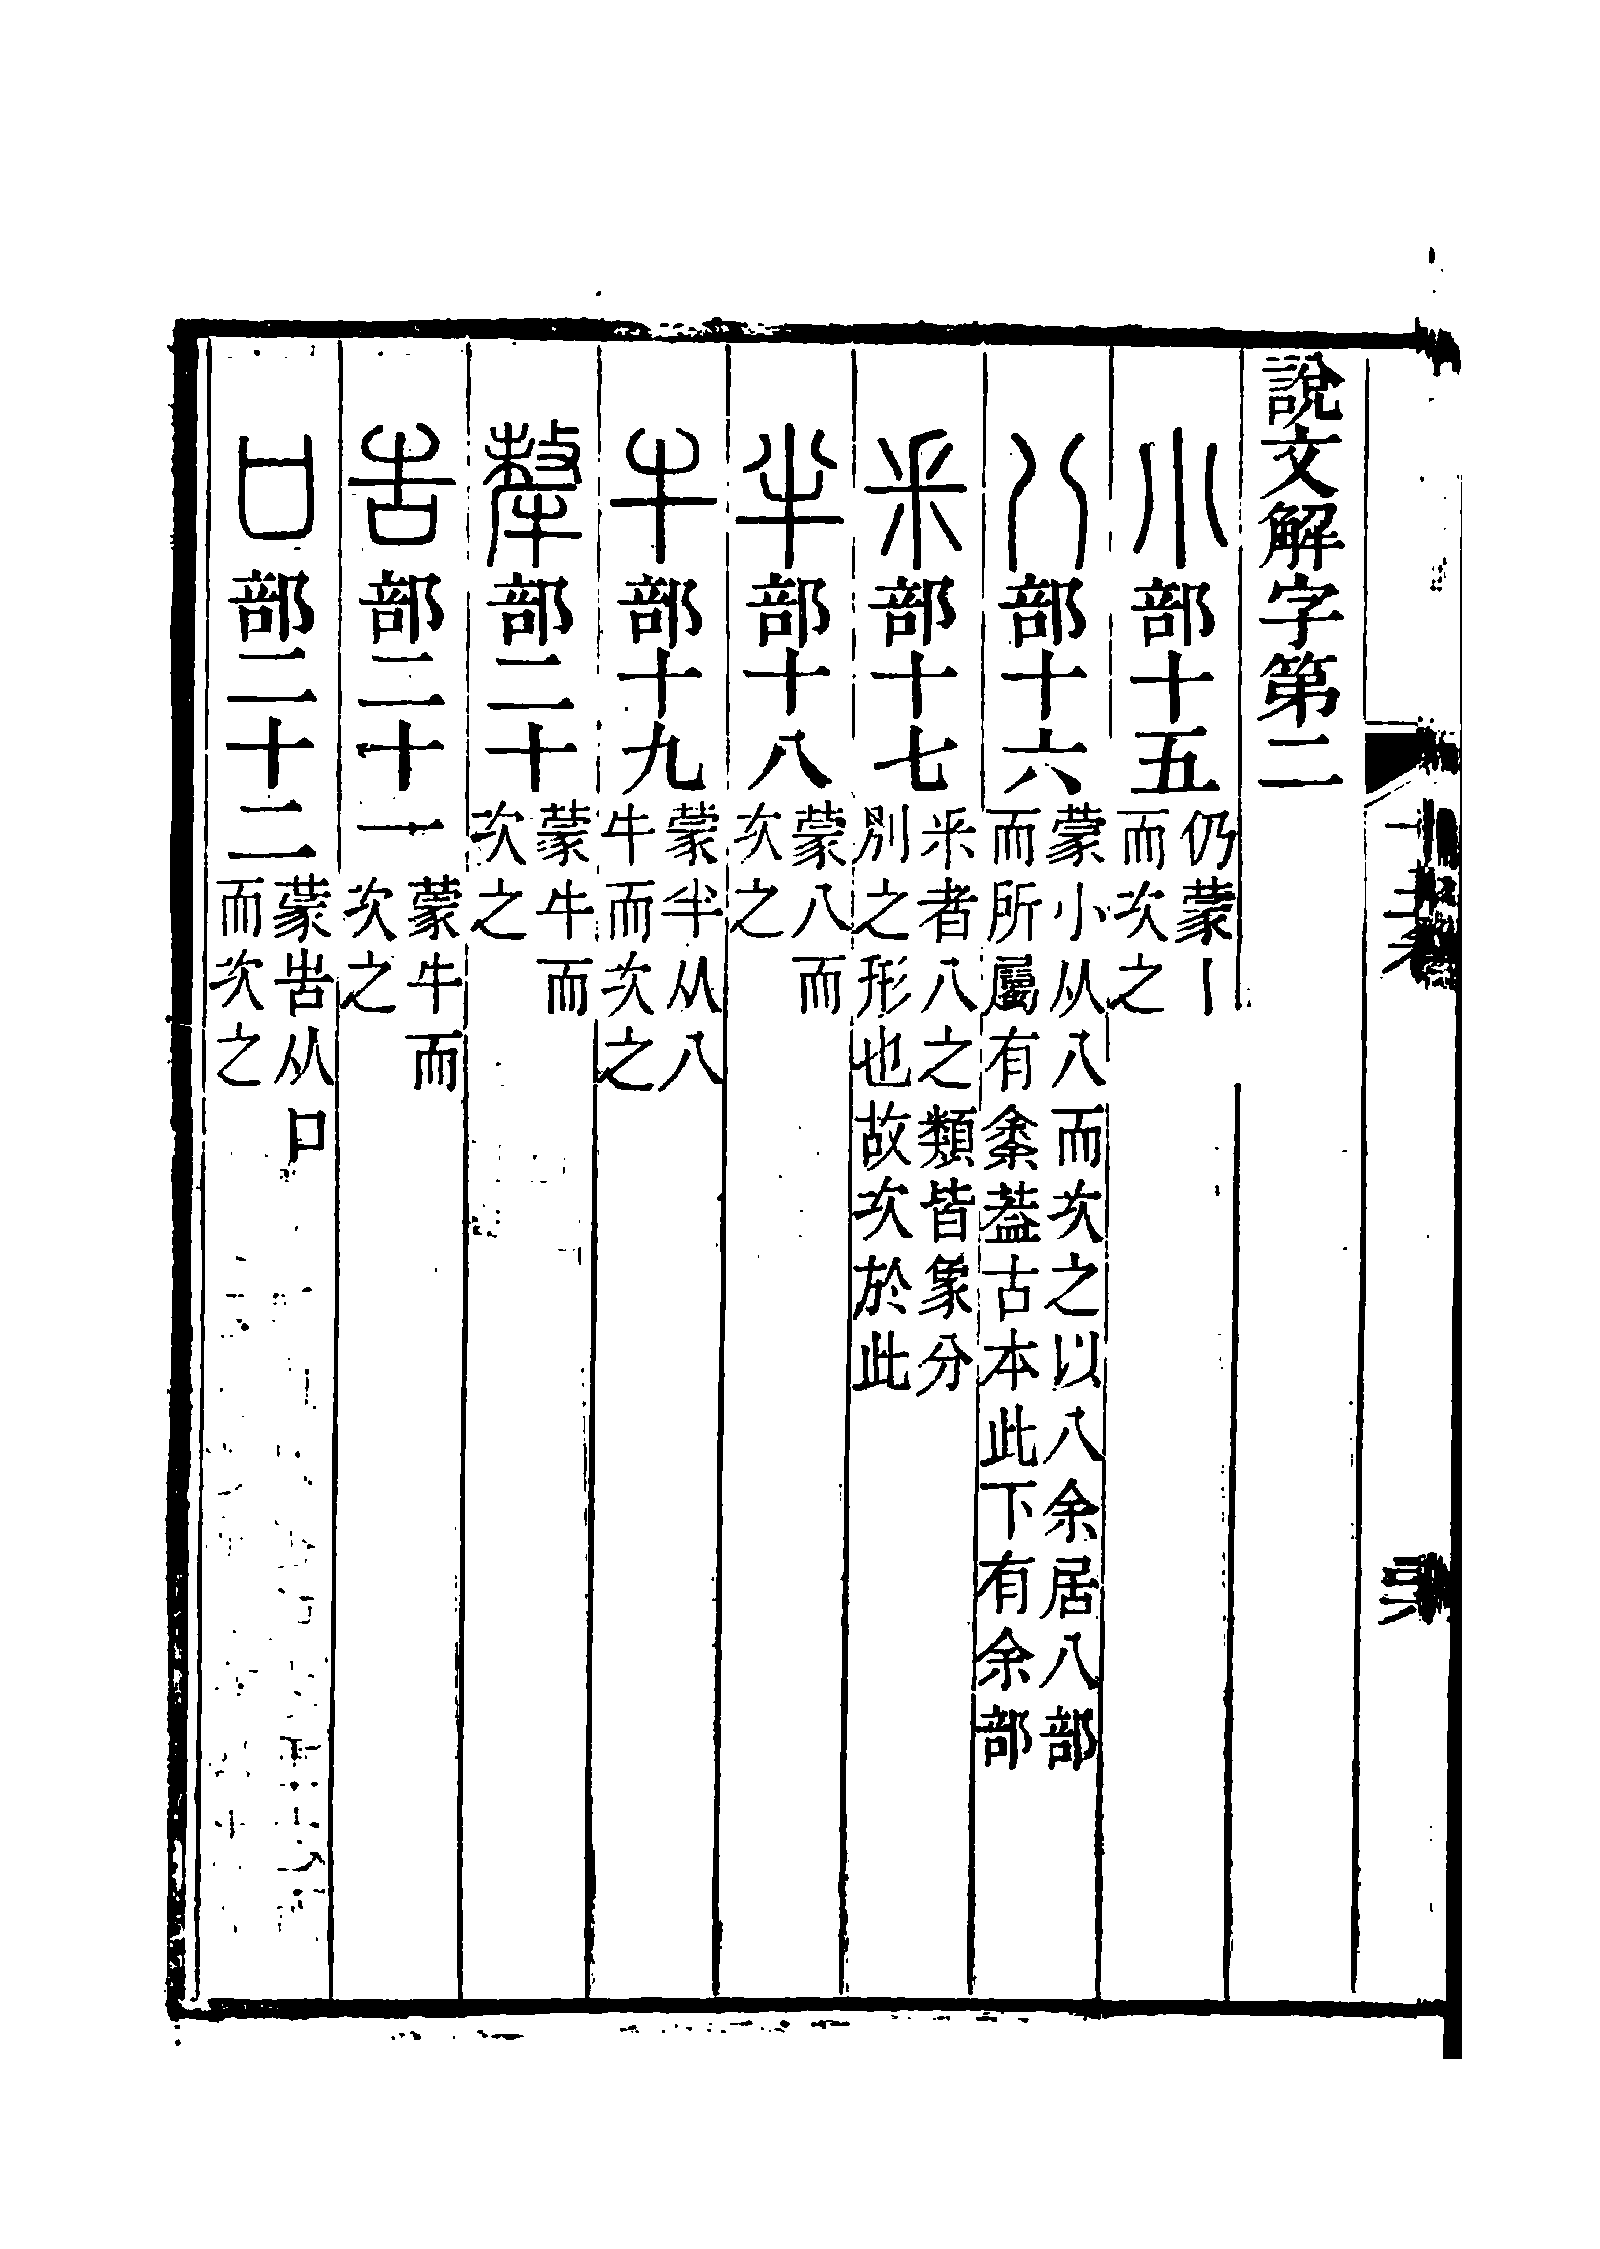 說文解字第二
小部十五 仍蒙丨而次之
八部十六 蒙小从八而次之以八余居八部而所屬有𠎳葢古本此下有余部
釆部十七 釆者八之類皆象分別之形也故次於此
半部十八 蒙八而次之
牛部十九 蒙半从八牛而次之
犛部二十 蒙牛而次之
告部二十一 蒙牛而次之
口部二十二 蒙告从口而次之